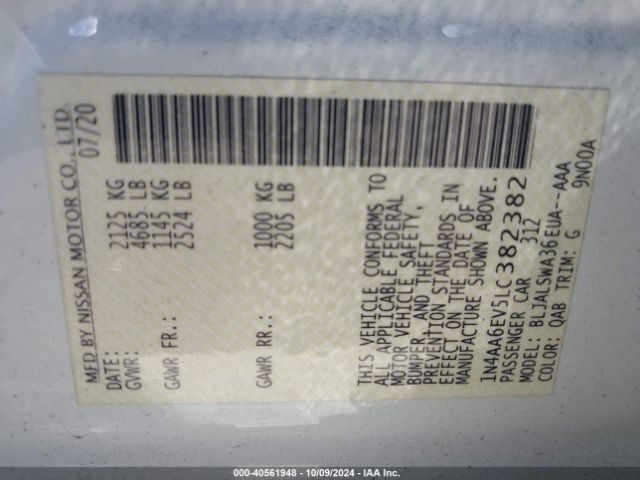 MFD BY NISSAN MOTOR CO., LTD.
DATE: 07/20
GVWR: 2125 KG
4685 LB
GAWR FR.: 1145 KG
2524 LB
GAWR RR.: 1000 KG
2205 LB
THIS VEHICLE CONFORMS TO
ALL APPLICABLE FEDERAL
MOTOR VEHICLE SAFETY,
BUMPER, AND THEFT
PREVENTION STANDARDS IN
EFFECT ON THE DATE OF
MANUFACTURE SHOWN ABOVE.
1N4AA6EV5LC382382
PASSENGER CAR 312
MODEL: BLJALSWA36EUA--AAA
COLOR: QAB TRIM: G 9N00A
000-40561948 - 10/09/2024 - IAA Inc.